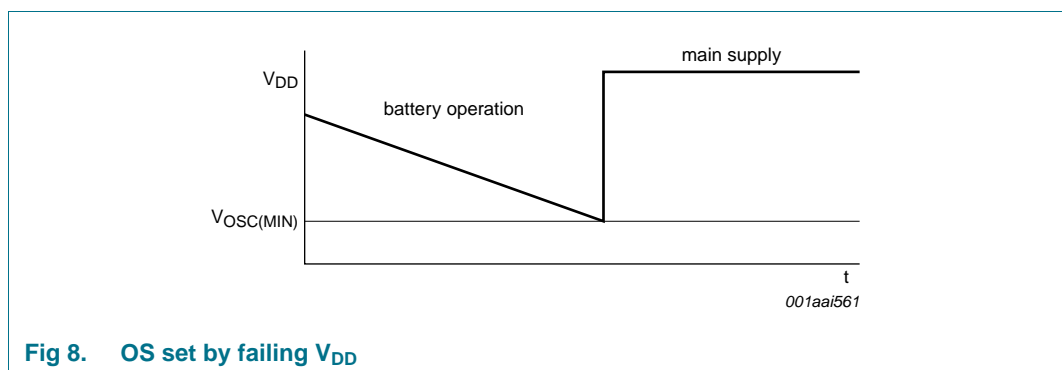 main supply
VDD
battery operation
VOSC(MIN)
t
001aai561
Fig 8. OS set by failing VDD